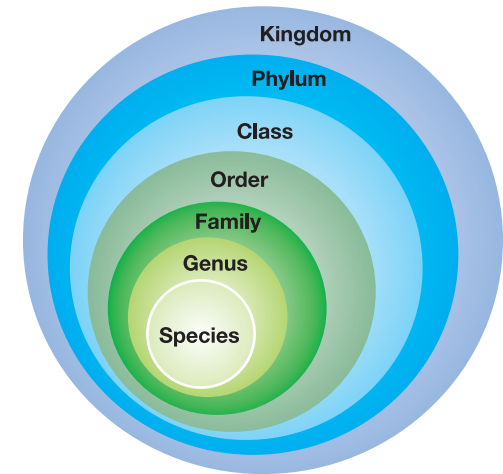 Kingdom
Phylum
Class
Order
Family
Genus
Species